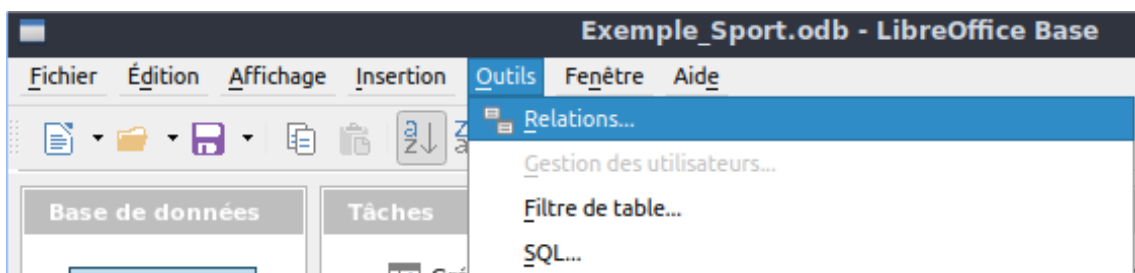 Exemple_Sport.odb - LibreOffice Base
Fichier Édition Affichage Insertion Outils Fenêtre Aide
Relations...
Gestion des utilisateurs...
Base de données Tâches Filtre de table...
SQL...